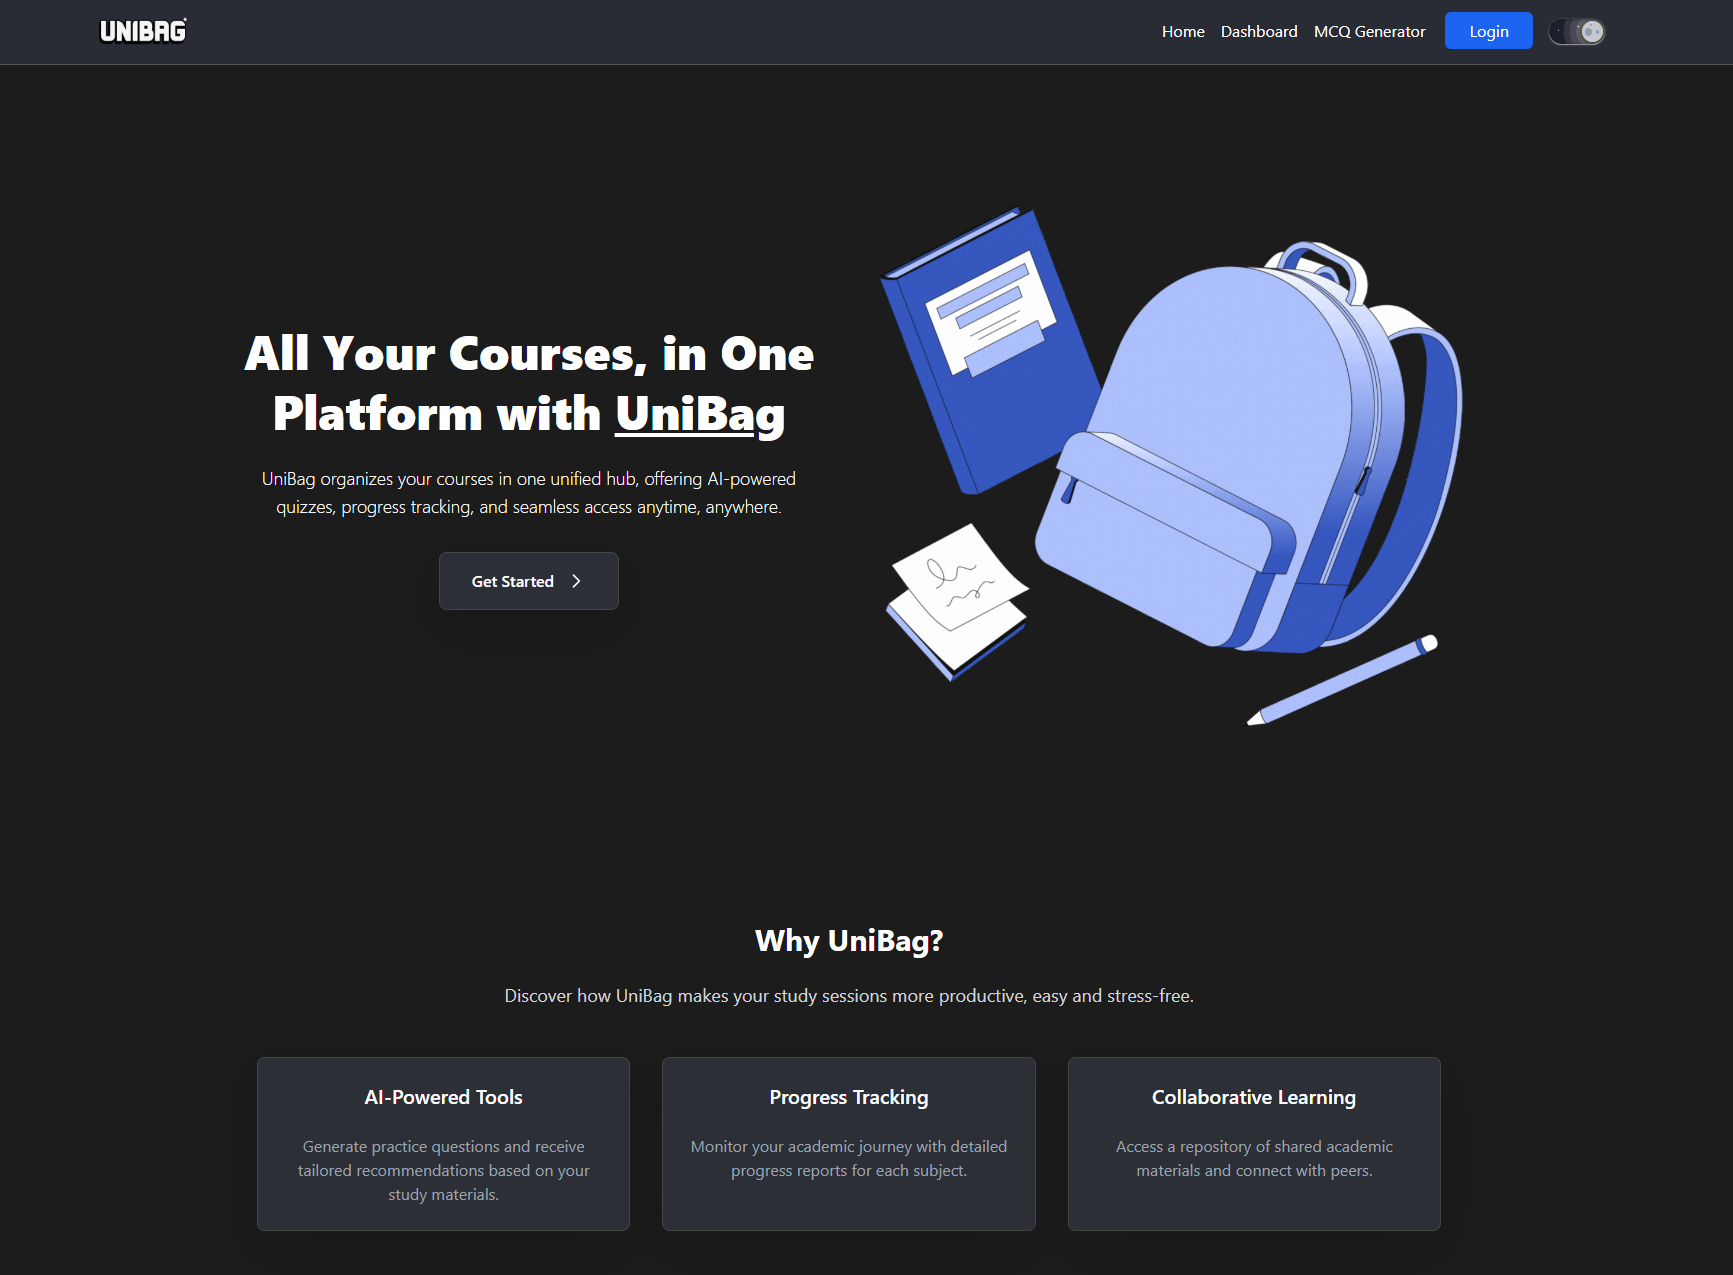 UNIBAG
Home Dashboard MCQ Generator Login
All Your Courses, in One
Platform with UniBag
UniBag organizes your courses in one unified hub, offering AI-powered
quizzes, progress tracking, and seamless access anytime, anywhere.
Get Started
Why UniBag?
Discover how UniBag makes your study sessions more productive, easy and stress-free.
AI-Powered Tools
Generate practice questions and receive
tailored recommendations based on your
study materials.
Progress Tracking
Monitor your academic journey with detailed
progress reports for each subject.
Collaborative Learning
Access a repository of shared academic
materials and connect with peers.